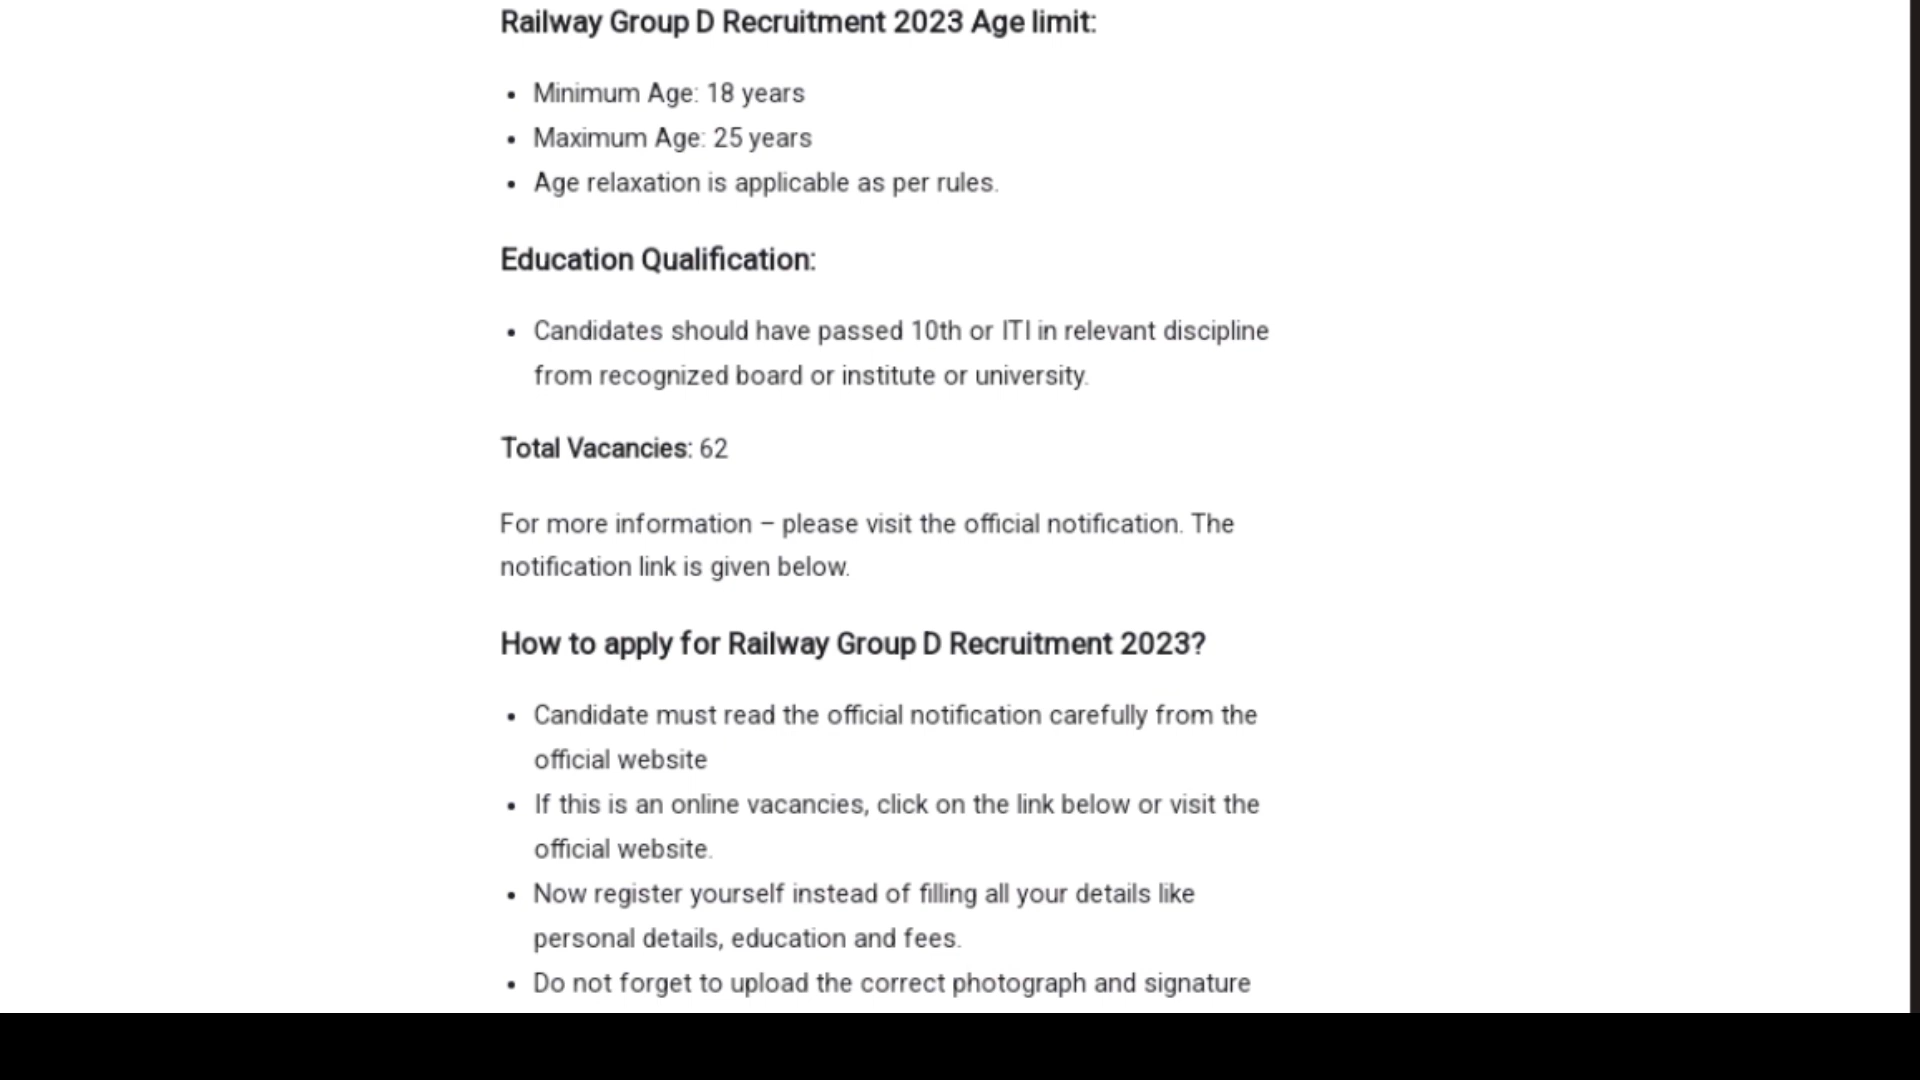 Railway Group D Recruitment 2023 Age limit:
• Minimum Age: 18 years
• Maximum Age: 25 years
• Age relaxation is applicable as per rules.
Education Qualification:
• Candidates should have passed 10th or ITI in relevant discipline
from recognized board or institute or university.
Total Vacancies: 62
For more information – please visit the official notification. The
notification link is given below.
How to apply for Railway Group D Recruitment 2023?
• Candidate must read the official notification carefully from the
official website
• If this is an online vacancies, click on the link below or visit the
official website.
• Now register yourself instead of filling all your details like
personal details, education and fees.
• Do not forget to upload the correct photograph and signature